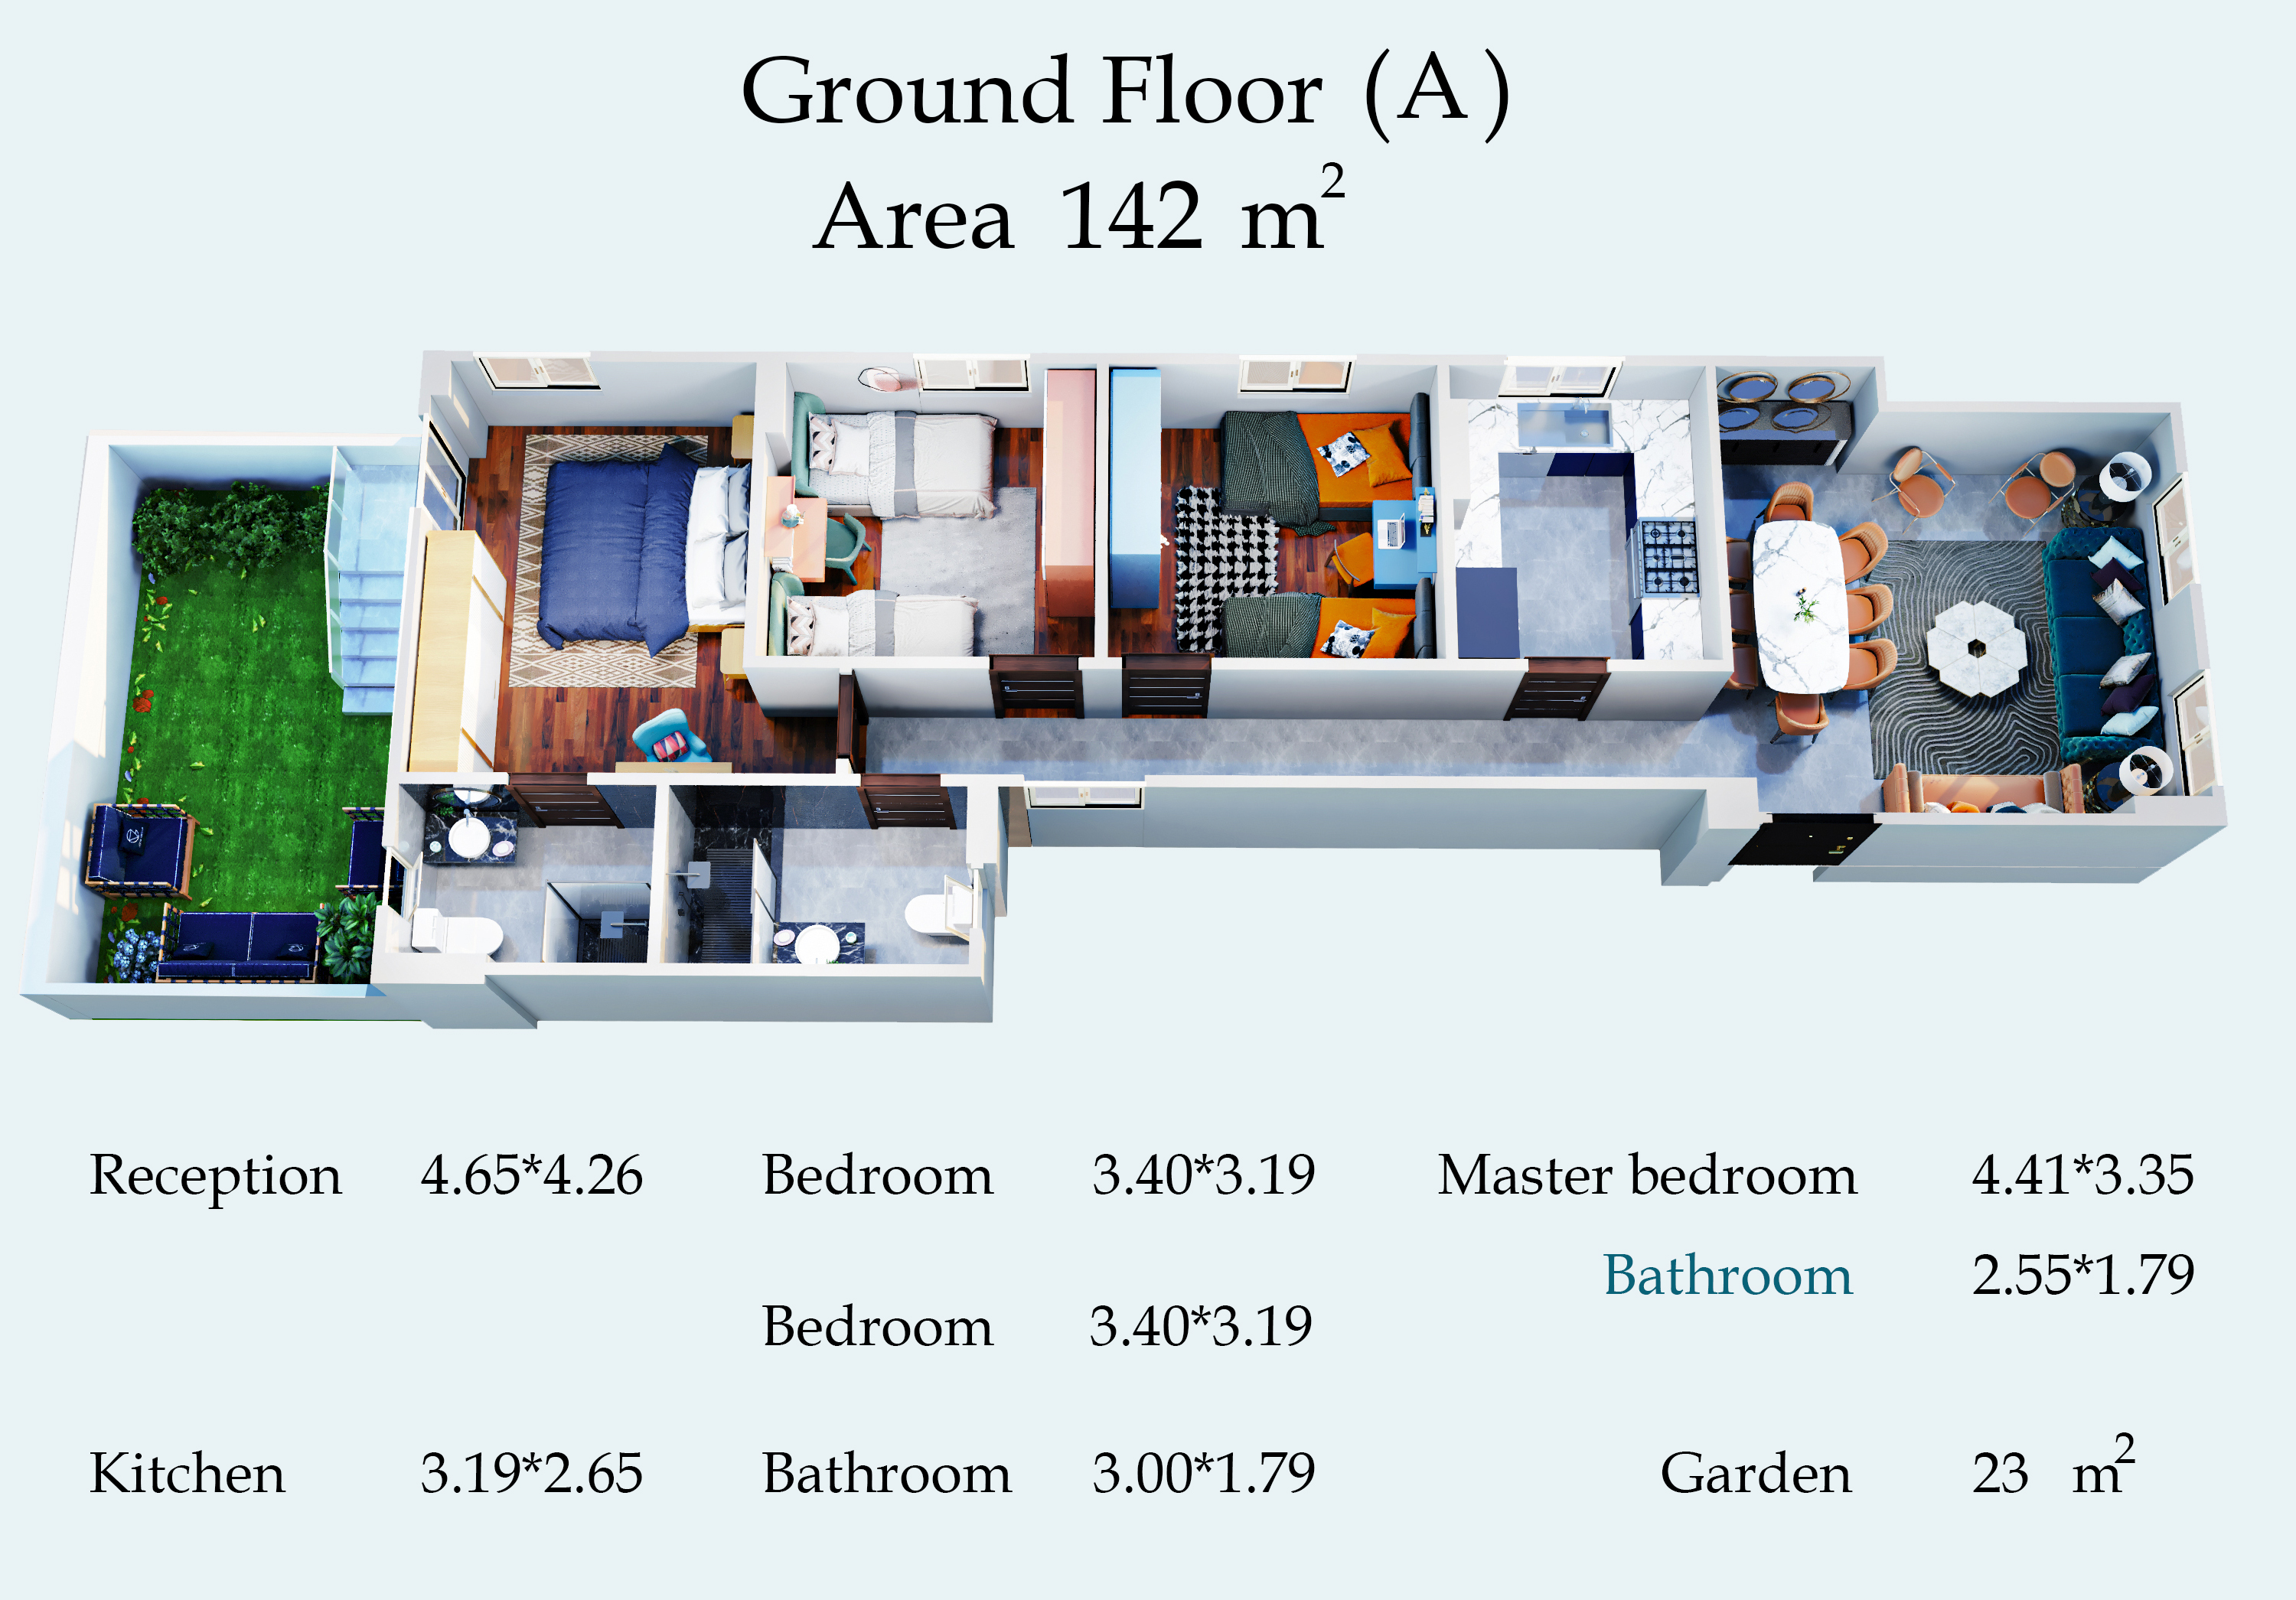 Ground Floor (A)
Area 142 m²
Reception 4.65*4.26 Bedroom 3.40*3.19 Master bedroom 4.41*3.35
Bathroom 2.55*1.79
Bedroom 3.40*3.19
Kitchen 3.19*2.65 Bathroom 3.00*1.79 Garden 23 m²